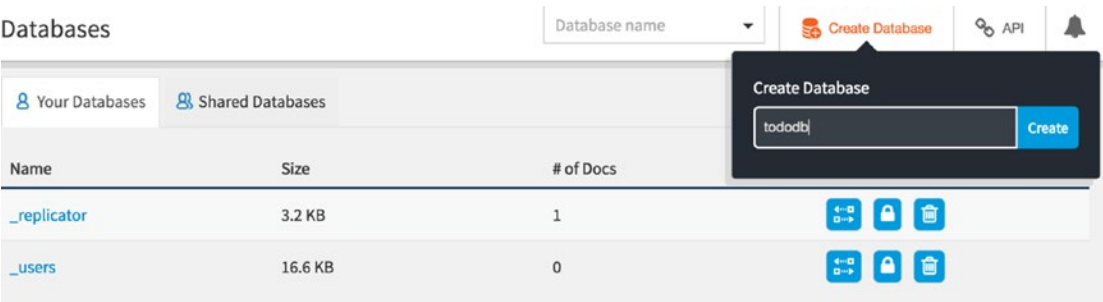 Databases
Database name
Create Database
API
Your Databases
Shared Databases
Create Database
tododb
Create
Name Size # of Docs
_replicator 3.2 KB 1
_users 16.6 KB 0